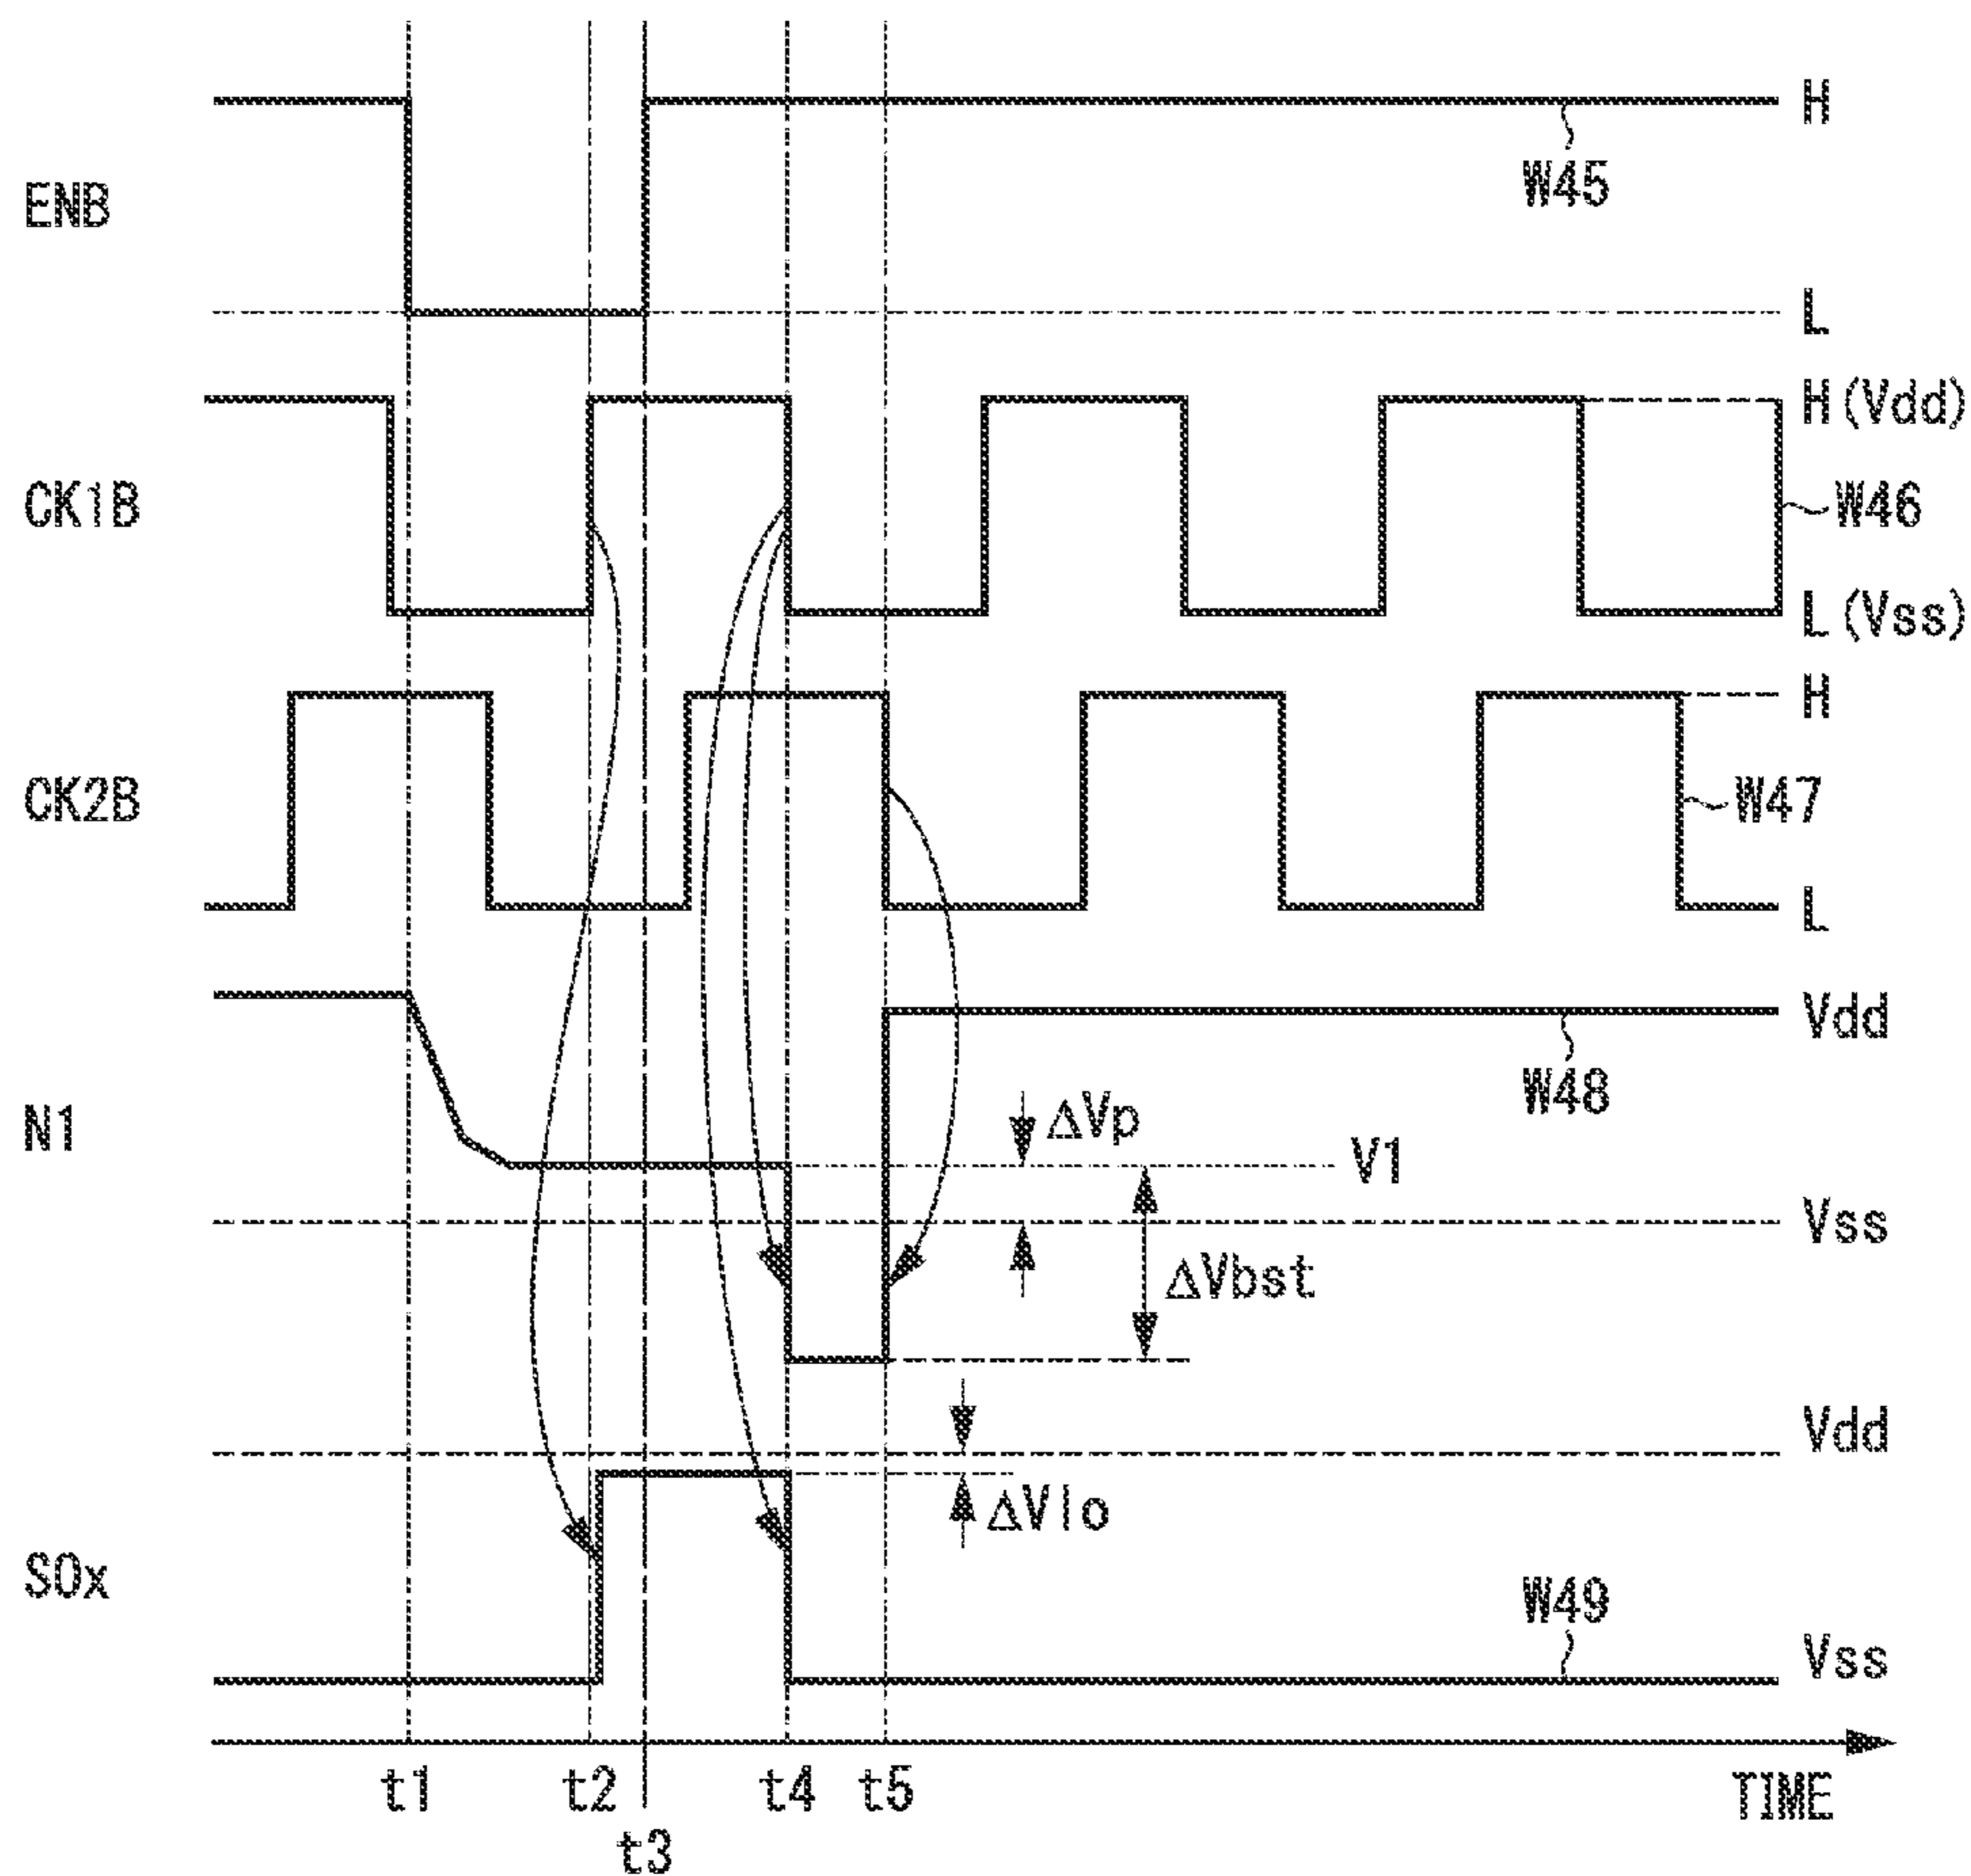 H
W45
ENB
L
H (Vdd)
CK1B
W46
L (Vss)
H
CK2B
W47
L
Vdd
W48
N1
ΔVp
V1
Vss
ΔVbst
Vdd
ΔVlo
SOx
W49
Vss
t1 t2 t4 t5 TIME
t3